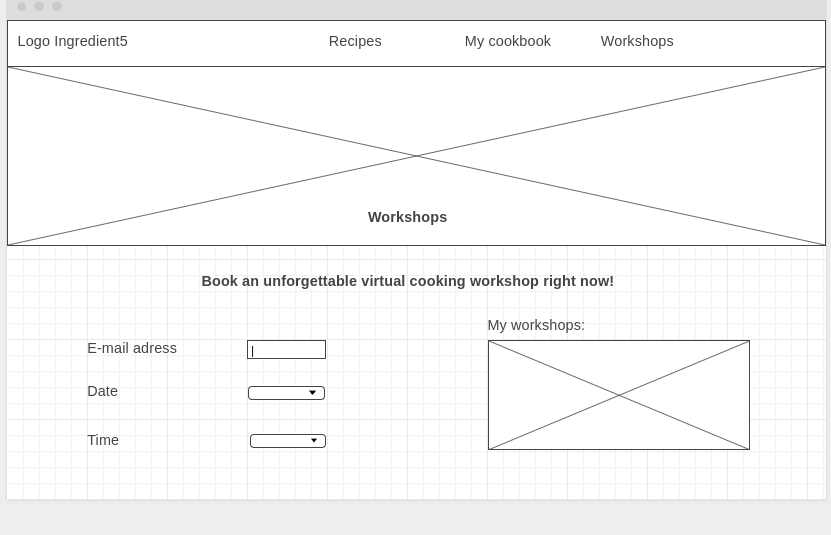 Logo Ingredient5
Recipes
My cookbook
Workshops
Workshops
Book an unforgettable virtual cooking workshop right now!
My workshops:
E-mail adress
Date
Time